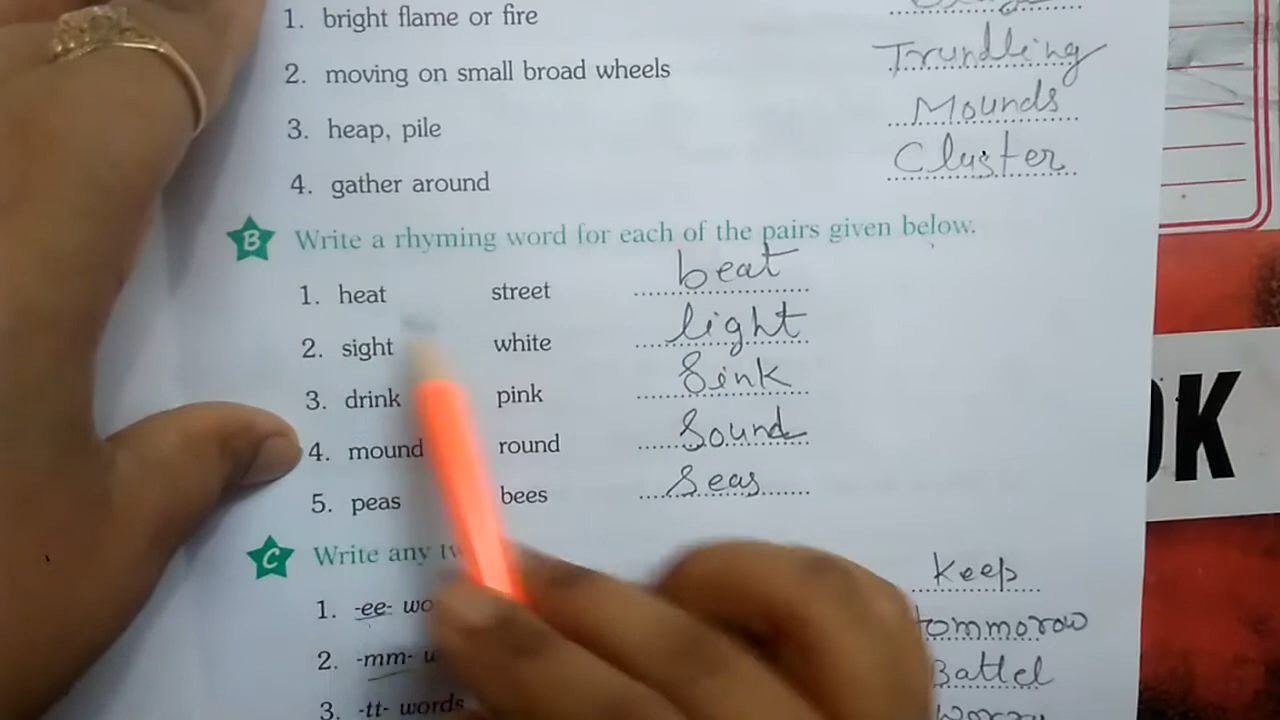 1. bright flame or fire
2. moving on small broad wheels Trundling
3. heap, pile Mounds
4. gather around Cluster
B Write a rhyming word for each of the pairs given below.
1. heat street beat
2. sight white light
3. drink pink Sink
4. mound round Sound
5. peas bees Seas
C Write any
1. -ee- Keep
2. -mm- tommorow
3. -tt- words Battel
OK